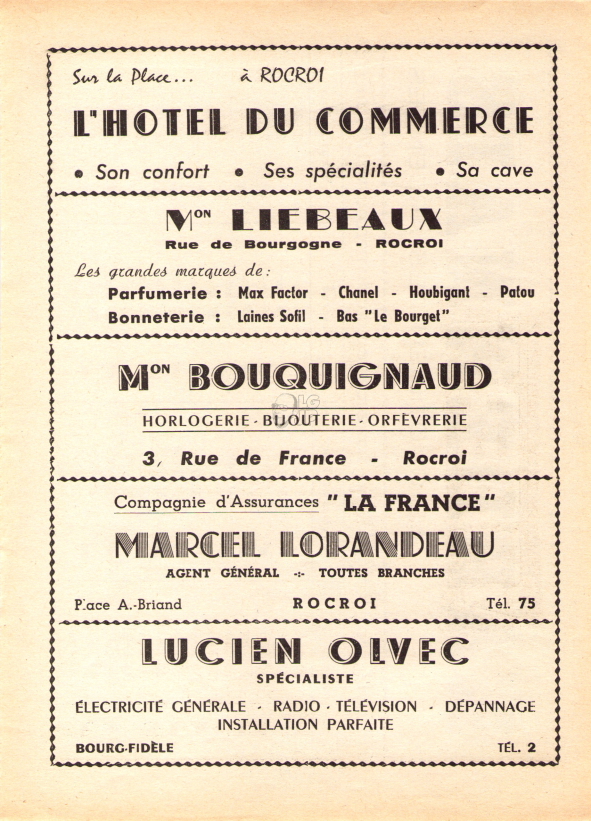 Sur la Place... à ROCROI
L'HOTEL DU COMMERCE
• Son confort • Ses spécialités • Sa cave
Mon LIEBEAUX
Rue de Bourgogne - ROCROI
Les grandes marques de :
Parfumerie : Max Factor - Chanel - Houbigant - Patou
Bonneterie : Laines Sofil - Bas "Le Bourget"
Mon BOUQUIGNAUD
HORLOGERIE - BIJOUTERIE - ORFÈVRERIE
3, Rue de France - Rocroi
Compagnie d'Assurances "LA FRANCE"
MARCEL LORANDEAU
AGENT GÉNÉRAL -:- TOUTES BRANCHES
Place A.-Briand ROCROI Tél. 75
LUCIEN OLVEC
SPÉCIALISTE
ÉLECTRICITÉ GÉNÉRALE - RADIO - TÉLÉVISION - DÉPANNAGE
INSTALLATION PARFAITE
BOURG-FIDÈLE TÉL. 2